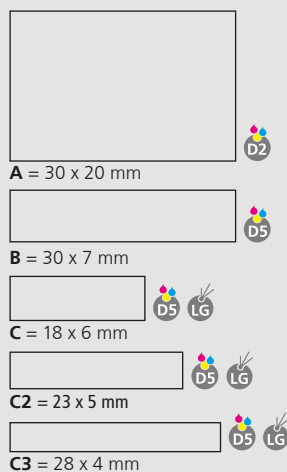 D2
A = 30 x 20 mm
D5
B = 30 x 7 mm
D5 LG
C = 18 x 6 mm
D5 LG
C2 = 23 x 5 mm
D5 LG
C3 = 28 x 4 mm